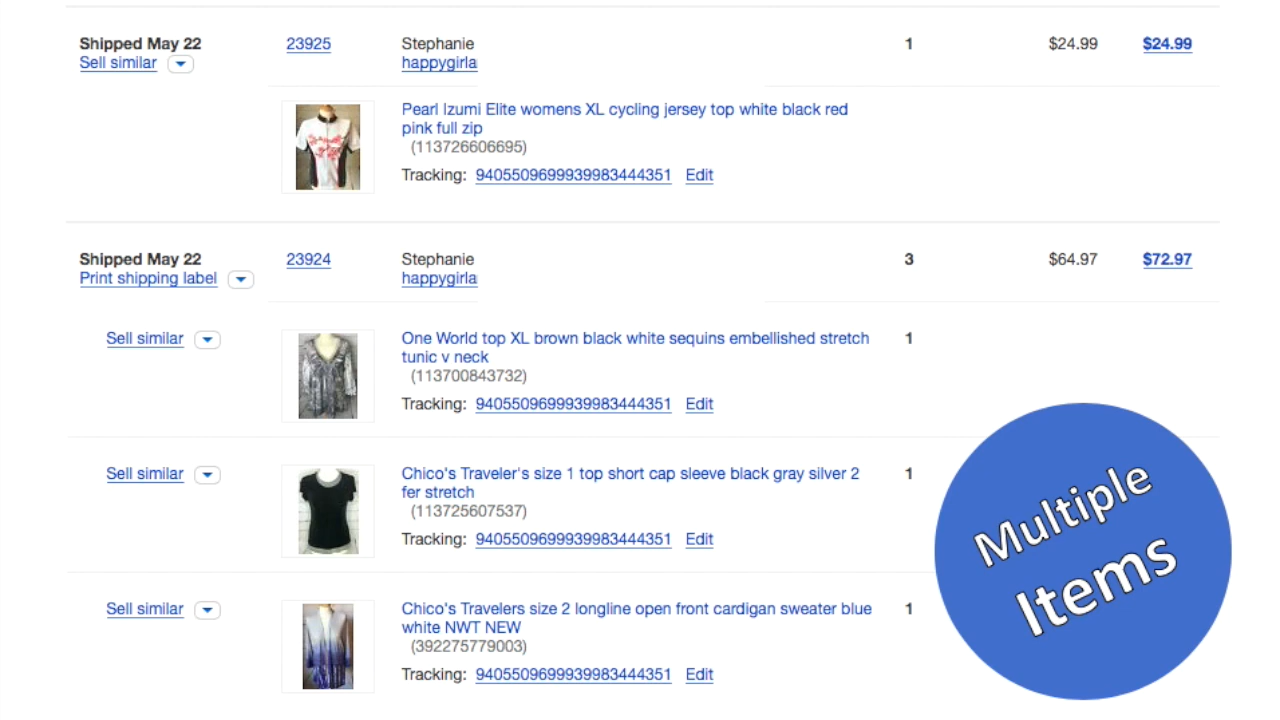 Shipped May 22 23925 Stephanie 1 $24.99 $24.99
Sell similar happygirla
Pearl Izumi Elite womens XL cycling jersey top white black red
pink full zip
(113726606695)
Tracking: 9405509699939983444351 Edit
Shipped May 22 23924 Stephanie 3 $64.97 $72.97
Print shipping label happygirla
Sell similar One World top XL brown black white sequins embellished stretch 1
tunic v neck
(113700843732)
Tracking: 9405509699939983444351 Edit
Sell similar Chico's Traveler's size 1 top short cap sleeve black gray silver 2 1
fer stretch
(113725607537)
Tracking: 9405509699939983444351 Edit
Sell similar Chico's Travelers size 2 longline open front cardigan sweater blue 1
white NWT NEW
(392275779003)
Tracking: 9405509699939983444351 Edit
Multiple
Items